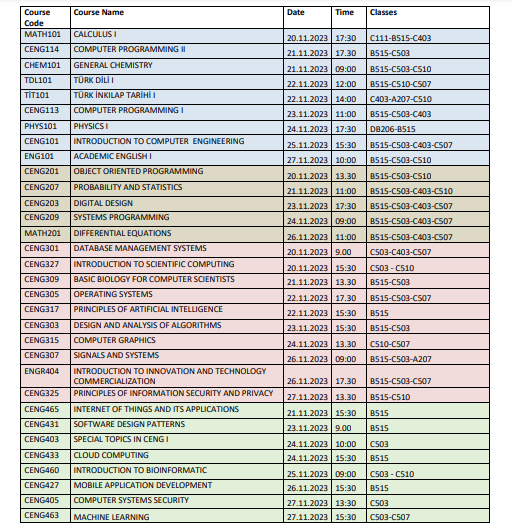 Course Code Course Name Date Time Classes
MATH101 CALCULUS I 20.11.2023 17:30 C111-B515-C403
CENG114 COMPUTER PROGRAMMING II 21.11.2023 17.30 B515-C503
CHEM101 GENERAL CHEMISTRY 21.11.2023 09:00 B515-C503-C510
TDL101 TÜRK DİLİ I 22.11.2023 12:00 B515-C510-C507
TİT101 TÜRK İNKILAP TARİHİ I 22.11.2023 14:00 C403-A207-C510
CENG113 COMPUTER PROGRAMMING I 23.11.2023 11:00 B515-C503-C403
PHYS101 PHYSICS I 24.11.2023 17:30 DB206-B515
CENG101 INTRODUCTION TO COMPUTER ENGINEERING 25.11.2023 15:30 B515-C503-C403-C507
ENG101 ACADEMIC ENGLISH I 27.11.2023 10:00 B515-C503-C510
CENG201 OBJECT ORIENTED PROGRAMMING 20.11.2023 13.30 B515-C503-C510
CENG207 PROBABILITY AND STATISTICS 21.11.2023 11:00 B515-C503-C403-C510
CENG203 DIGITAL DESIGN 23.11.2023 17:30 B515-C503-C403-C507
CENG209 SYSTEMS PROGRAMMING 24.11.2023 09:00 B515-C503-C403-C507
MATH201 DIFFERENTIAL EQUATIONS 26.11.2023 11:00 B515-C503-C403-C507
CENG301 DATABASE MANAGEMENT SYSTEMS 20.11.2023 9.00 C503-C403-C507
CENG327 INTRODUCTION TO SCIENTIFIC COMPUTING 20.11.2023 15:30 C503 - C510
CENG309 BASIC BIOLOGY FOR COMPUTER SCIENTISTS 21.11.2023 13.30 B515-C503
CENG305 OPERATING SYSTEMS 22.11.2023 17.30 B515-C503-C507
CENG317 PRINCIPLES OF ARTIFICIAL INTELLIGENCE 22.11.2023 15:30 B515
CENG303 DESIGN AND ANALYSIS OF ALGORITHMS 23.11.2023 15:30 B515-C503
CENG315 COMPUTER GRAPHICS 24.11.2023 13.30 C510-C507
CENG307 SIGNALS AND SYSTEMS 26.11.2023 09:00 B515-C503-A207
ENGR404 INTRODUCTION TO INNOVATION AND TECHNOLOGY
COMMERCIALIZATION 26.11.2023 17.30 B515-C503-C507
CENG325 PRINCIPLES OF INFORMATION SECURITY AND PRIVACY 27.11.2023 13.30 B515-C510
CENG465 INTERNET OF THINGS AND ITS APPLICATIONS 21.11.2023 15:30 B515
CENG431 SOFTWARE DESIGN PATTERNS 23.11.2023 9.00 B515
CENG403 SPECIAL TOPICS IN CENG I 24.11.2023 10:00 C503
CENG433 CLOUD COMPUTING 24.11.2023 15:30 B515
CENG460 INTRODUCTION TO BIOINFORMATIC 25.11.2023 09:00 C503 - C510
CENG427 MOBILE APPLICATION DEVELOPMENT 26.11.2023 15:30 B515
CENG405 COMPUTER SYSTEMS SECURITY 27.11.2023 13:30 C503
CENG463 MACHINE LEARNING 27.11.2023 15:30 C503-C507